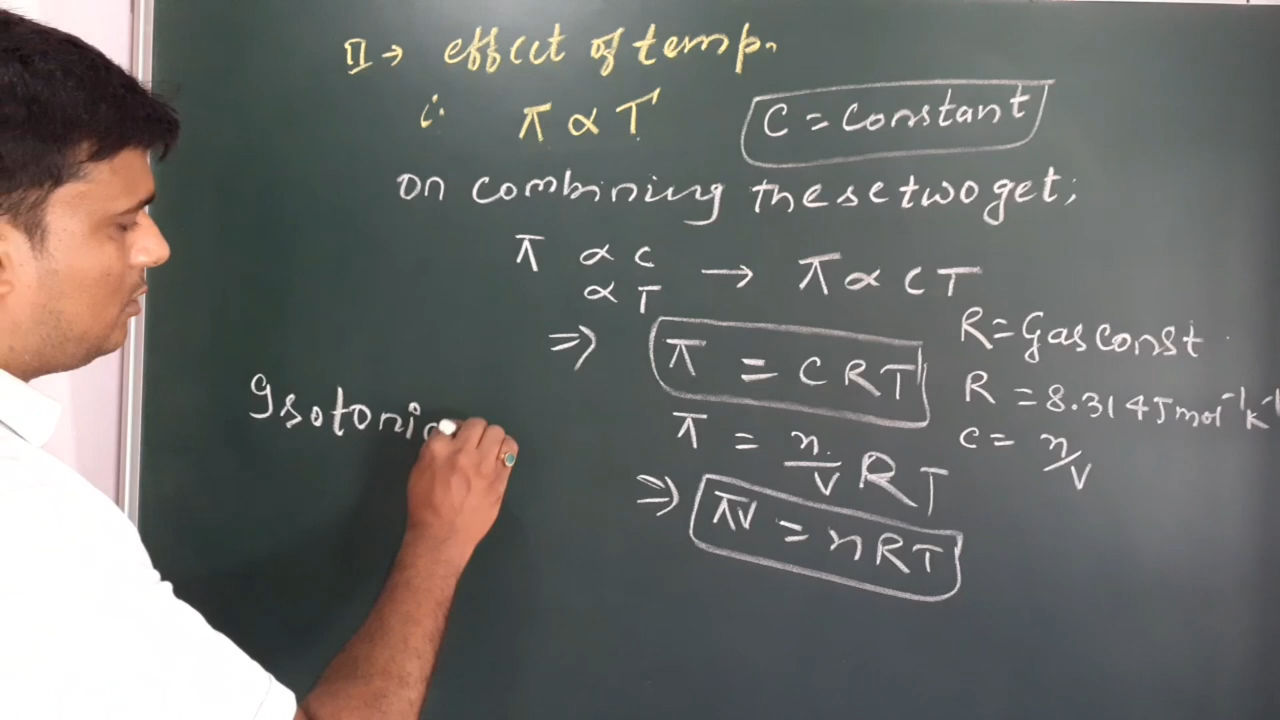 II → effect of temp.
i. π ∝ T C = Constant
on combining these two get;
π ∝ C
∝ T → π ∝ CT
⇒ π = CRT R = Gas Const.
R = 8.314 J mol⁻¹ K⁻¹
π = n/V RT C = n/V
⇒ πV = nRT
Isotonic